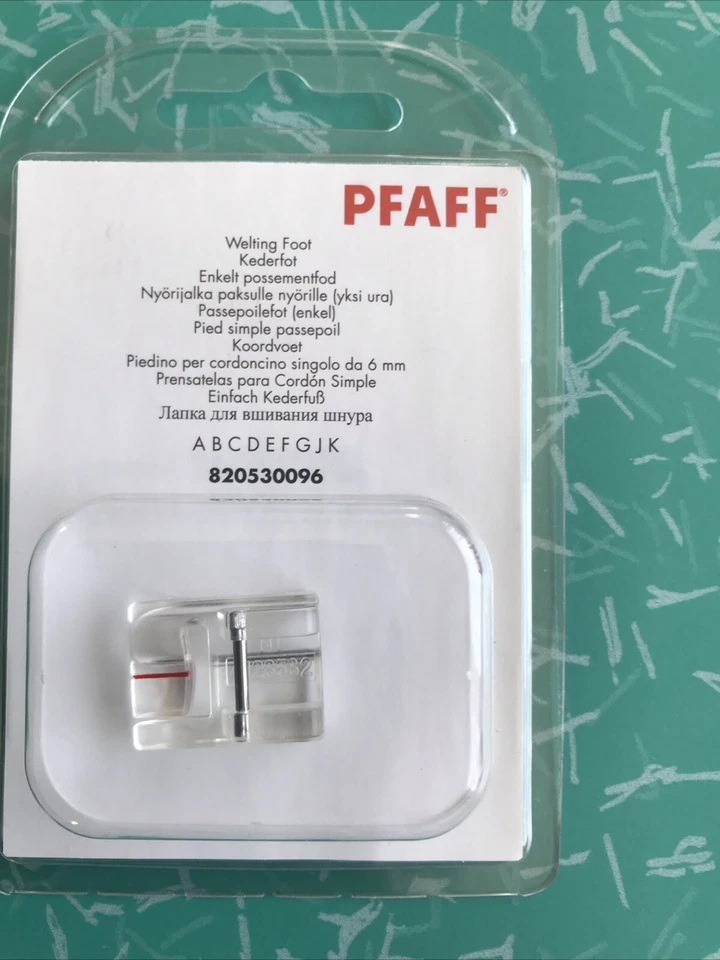 PFAFF®
Welting Foot
Kederfot
Enkelt possementfod
Nyörijalka paksulle nyörille (yksi ura)
Passepoilefot (enkel)
Pied simple passepoil
Koordvoet
Piedino per cordoncino singolo da 6 mm
Prensatelas para Cordón Simple
Einfach Kederfuß
Лапка для вшивания шнура
A B C D E F G J K
820530096